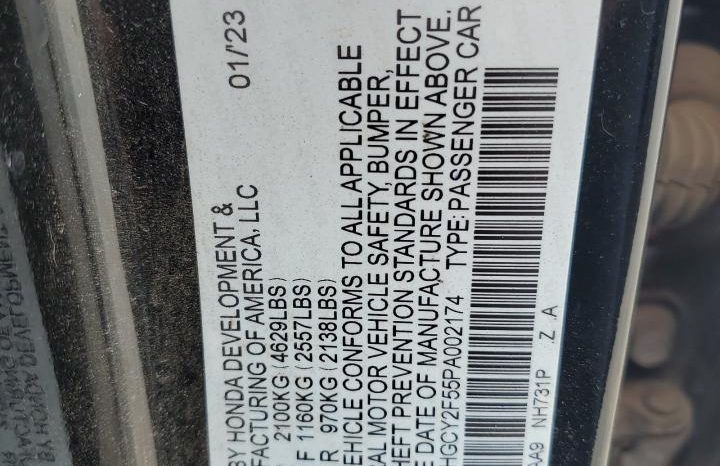 BY HONDA DEVELOPMENT &
FACTURING OF AMERICA, LLC 01/'23
2100KG (4629LBS)
F 1160KG (2557LBS)
R 970KG (2138LBS)
EHICLE CONFORMS TO ALL APPLICABLE
RAL MOTOR VEHICLE SAFETY, BUMPER,
HEFT PREVENTION STANDARDS IN EFFECT
E DATE OF MANUFACTURE SHOWN ABOVE.
HGCY2F55PA002174 TYPE: PASSENGER CAR
AA9 NH731P Z A